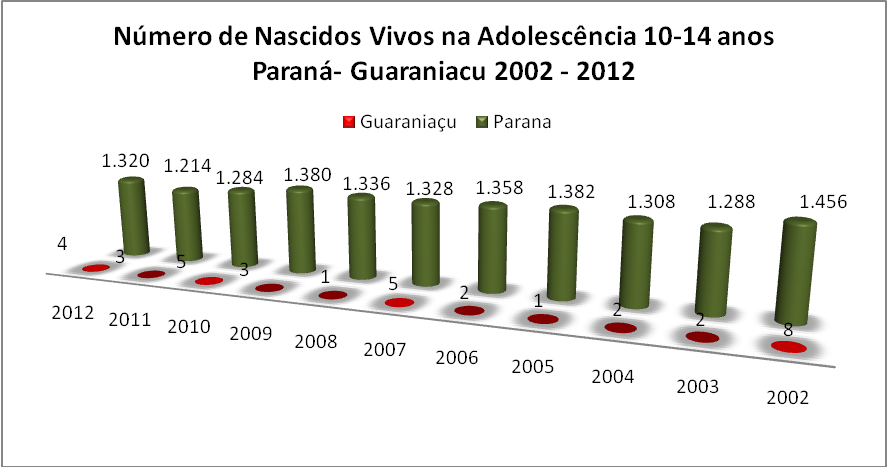 Número de Nascidos Vivos na Adolescência 10-14 anos
Paraná- Guaraniacu 2002 - 2012
Guaraniaçu Parana
1.320 1.214 1.284 1.380 1.336 1.328 1.358 1.382 1.308 1.288 1.456
4 3 5 3 1 5 2 1 2 2 8
2012 2011 2010 2009 2008 2007 2006 2005 2004 2003 2002